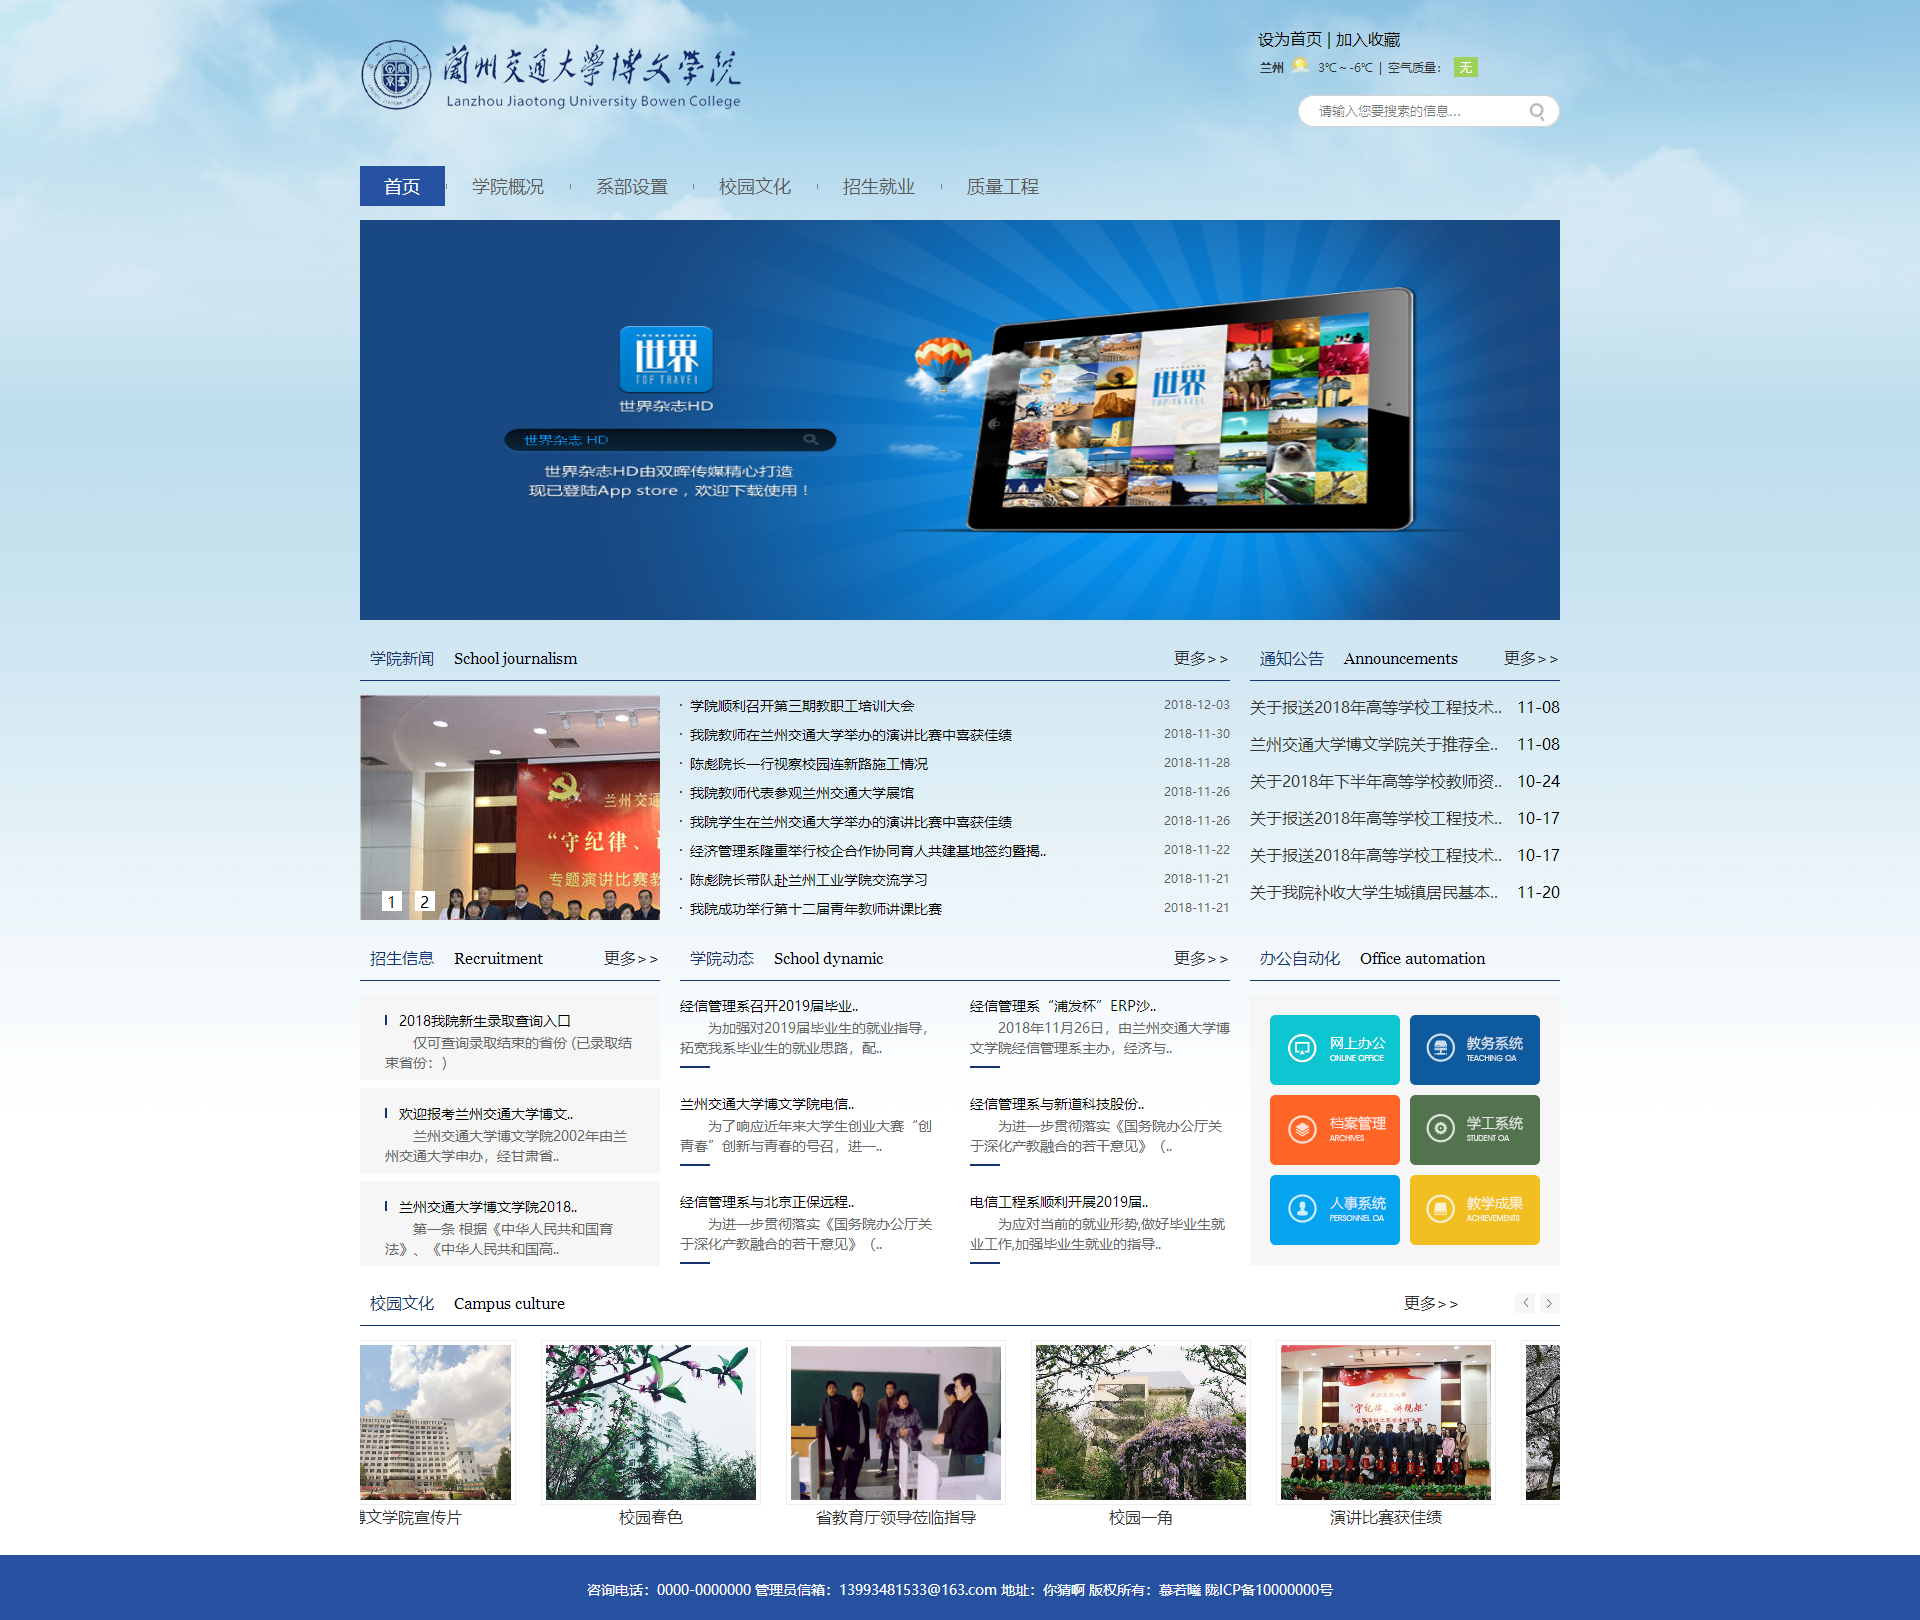 蘭州交通大學博文学院
Lanzhou Jiaotong University Bowen College
设为首页 | 加入收藏
兰州 3℃ ~ -6℃ | 空气质量： 无
请输入您要搜索的信息...
首页 学院概况 系部设置 校园文化 招生就业 质量工程
世界
TOP TRAVEL
世界杂志HD
世界杂志 HD
世界杂志HD由双晖传媒精心打造
现已登陆App store，欢迎下载使用！
世界
TOP TRAVEL
学院新闻 School journalism 更多>>
兰州交通
“守纪律、
专题演讲比赛教
1 2
· 学院顺利召开第三期教职工培训大会 2018-12-03
· 我院教师在兰州交通大学举办的演讲比赛中喜获佳绩 2018-11-30
· 陈彪院长一行视察校园连新路施工情况 2018-11-28
· 我院教师代表参观兰州交通大学展馆 2018-11-26
· 我院学生在兰州交通大学举办的演讲比赛中喜获佳绩 2018-11-26
· 经济管理系隆重举行校企合作协同育人共建基地签约暨揭.. 2018-11-22
· 陈彪院长带队赴兰州工业学院交流学习 2018-11-21
· 我院成功举行第十二届青年教师讲课比赛 2018-11-21
通知公告 Announcements 更多>>
关于报送2018年高等学校工程技术.. 11-08
兰州交通大学博文学院关于推荐全.. 11-08
关于2018年下半年高等学校教师资.. 10-24
关于报送2018年高等学校工程技术.. 10-17
关于报送2018年高等学校工程技术.. 10-17
关于我院补收大学生城镇居民基本.. 11-20
招生信息 Recruitment 更多>>
2018我院新生录取查询入口
仅可查询录取结束的省份 (已录取结
束省份：)
欢迎报考兰州交通大学博文..
兰州交通大学博文学院2002年由兰
州交通大学申办，经甘肃省..
兰州交通大学博文学院2018..
第一条 根据《中华人民共和国育
法》、《中华人民共和国高..
学院动态 School dynamic 更多>>
经信管理系召开2019届毕业..
为加强对2019届毕业生的就业指导，
拓宽我系毕业生的就业思路，配..
经信管理系“浦发杯”ERP沙..
2018年11月26日，由兰州交通大学博
文学院经信管理系主办，经济与..
兰州交通大学博文学院电信..
为了响应近年来大学生创业大赛“创
青春”创新与青春的号召，进一..
经信管理系与新道科技股份..
为进一步贯彻落实《国务院办公厅关
于深化产教融合的若干意见》（..
经信管理系与北京正保远程..
为进一步贯彻落实《国务院办公厅关
于深化产教融合的若干意见》（..
电信工程系顺利开展2019届..
为应对当前的就业形势,做好毕业生就
业工作,加强毕业生就业的指导..
办公自动化 Office automation
网上办公
ONLINE OFFICE
教务系统
TEACHING OA
档案管理
ARCHIVES
学工系统
STUDENT OA
人事系统
PERSONNEL OA
教学成果
ACHIEVEMENTS
校园文化 Campus culture 更多>> < >
“守纪律、讲规矩”
博文学院宣传片
校园春色
省教育厅领导莅临指导
校园一角
演讲比赛获佳绩
咨询电话：0000-0000000 管理员信箱：13993481533@163.com 地址：你猜啊 版权所有：慕若曦 陇ICP备10000000号